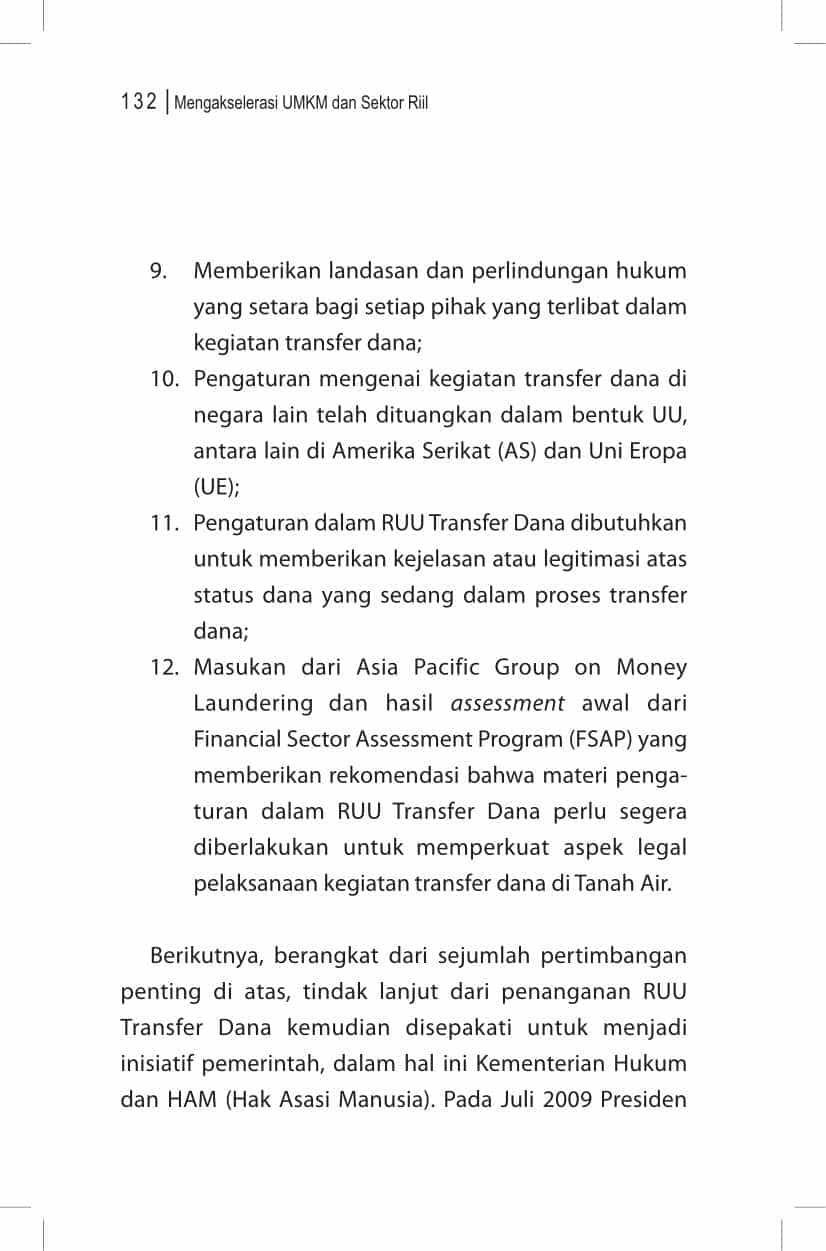 132 | Mengakselerasi UMKM dan Sektor Riil
9. Memberikan landasan dan perlindungan hukum
yang setara bagi setiap pihak yang terlibat dalam
kegiatan transfer dana;
10. Pengaturan mengenai kegiatan transfer dana di
negara lain telah dituangkan dalam bentuk UU,
antara lain di Amerika Serikat (AS) dan Uni Eropa
(UE);
11. Pengaturan dalam RUU Transfer Dana dibutuhkan
untuk memberikan kejelasan atau legitimasi atas
status dana yang sedang dalam proses transfer
dana;
12. Masukan dari Asia Pacific Group on Money
Laundering dan hasil assessment awal dari
Financial Sector Assessment Program (FSAP) yang
memberikan rekomendasi bahwa materi penga-
turan dalam RUU Transfer Dana perlu segera
diberlakukan untuk memperkuat aspek legal
pelaksanaan kegiatan transfer dana di Tanah Air.
Berikutnya, berangkat dari sejumlah pertimbangan
penting di atas, tindak lanjut dari penanganan RUU
Transfer Dana kemudian disepakati untuk menjadi
inisiatif pemerintah, dalam hal ini Kementerian Hukum
dan HAM (Hak Asasi Manusia). Pada Juli 2009 Presiden